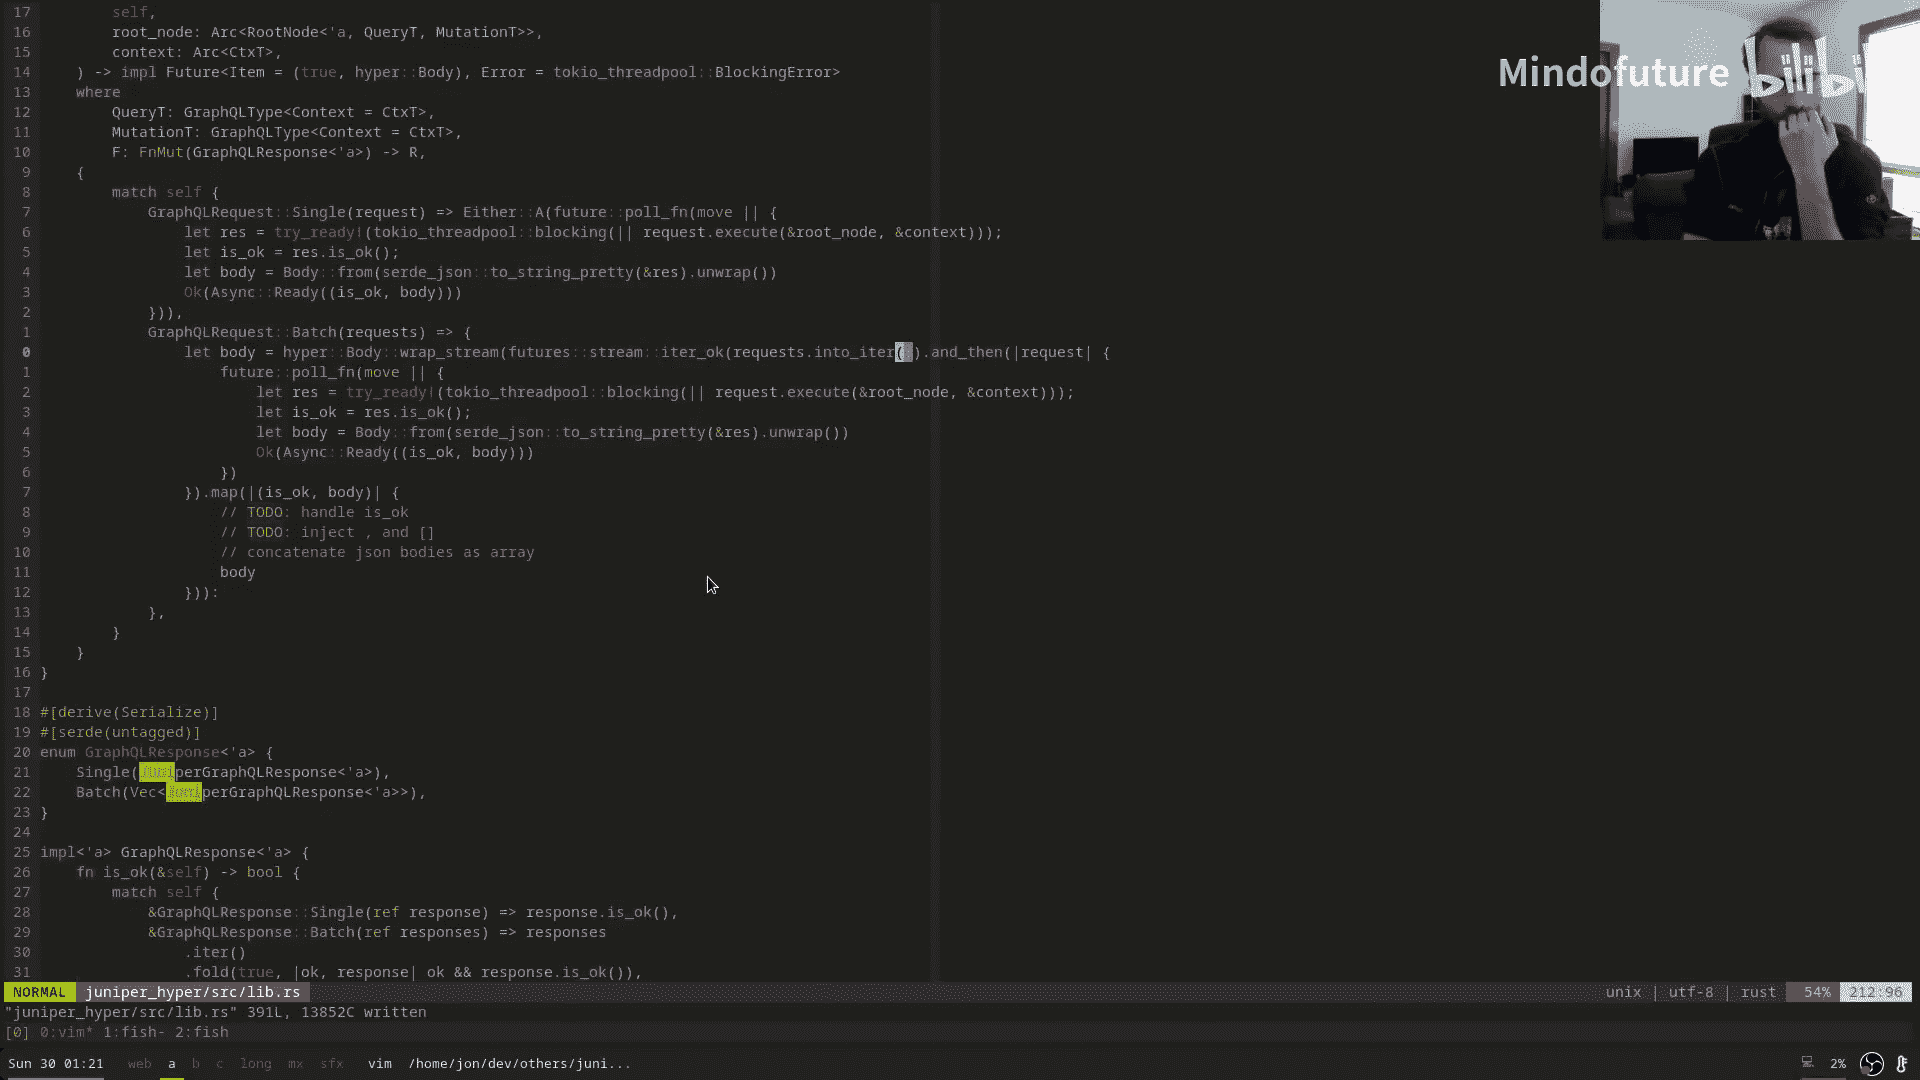 17         self,
16         root_node: Arc<RootNode<'a, QueryT, MutationT>>,
15         context: Arc<CtxT>,
14     ) -> impl Future<Item = (true, hyper::Body), Error = tokio_threadpool::BlockingError>
13     where
12         QueryT: GraphQLType<Context = CtxT>,
11         MutationT: GraphQLType<Context = CtxT>,
10         F: FnMut(GraphQLResponse<'a>) -> R,
9     {
8         match self {
7             GraphQLRequest::Single(request) => Either::A(future::poll_fn(move || {
6                 let res = try_ready!(tokio_threadpool::blocking(|| request.execute(&root_node, &context)));
5                 let is_ok = res.is_ok();
4                 let body = Body::from(serde_json::to_string_pretty(&res).unwrap())
3                 Ok(Async::Ready((is_ok, body)))
2             })),
1             GraphQLRequest::Batch(requests) => {
0                 let body = hyper::Body::wrap_stream(futures::stream::iter_ok(requests.into_iter()).and_then(|request| {
1                     future::poll_fn(move || {
2                         let res = try_ready!(tokio_threadpool::blocking(|| request.execute(&root_node, &context)));
3                         let is_ok = res.is_ok();
4                         let body = Body::from(serde_json::to_string_pretty(&res).unwrap())
5                         Ok(Async::Ready((is_ok, body)))
6                     })
7                 }).map(|(is_ok, body)| {
8                     // TODO: handle is_ok
9                     // TODO: inject , and []
10                     // concatenate json bodies as array
11                     body
12                 })):
13             },
14         }
15     }
16 }
17
18 #[derive(Serialize)]
19 #[serde(untagged)]
20 enum GraphQLResponse<'a> {
21     Single(JuniperGraphQLResponse<'a>),
22     Batch(Vec<JuniperGraphQLResponse<'a>>),
23 }
24
25 impl<'a> GraphQLResponse<'a> {
26     fn is_ok(&self) -> bool {
27         match self {
28             &GraphQLResponse::Single(ref response) => response.is_ok(),
29             &GraphQLResponse::Batch(ref responses) => responses
30                 .iter()
31                 .fold(true, |ok, response| ok && response.is_ok()),
NORMAL juniper_hyper/src/lib.rs unix | utf-8 | rust 54% 212:96
"juniper_hyper/src/lib.rs" 391L, 13852C written
[0] 0:vim* 1:fish- 2:fish
Sun 30 01:21 web a b c long mx sfx vim /home/jon/dev/others/juni... 2%
Mindofuture bilibili